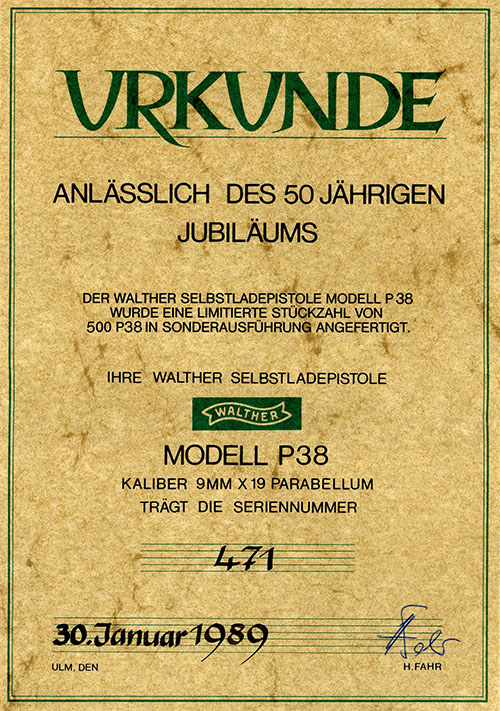 URKUNDE
ANLÄSSLICH DES 50 JÄHRIGEN
JUBILÄUMS
DER WALTHER SELBSTLADEPISTOLE MODELL P 38
WURDE EINE LIMITIERTE STÜCKZAHL VON
500 P38 IN SONDERAUSFÜHRUNG ANGEFERTIGT.
IHRE WALTHER SELBSTLADEPISTOLE
WALTHER
MODELL P38
KALIBER 9MM X 19 PARABELLUM
TRÄGT DIE SERIENNUMMER
471
30. Januar 1989
ULM, DEN
H. FAHR